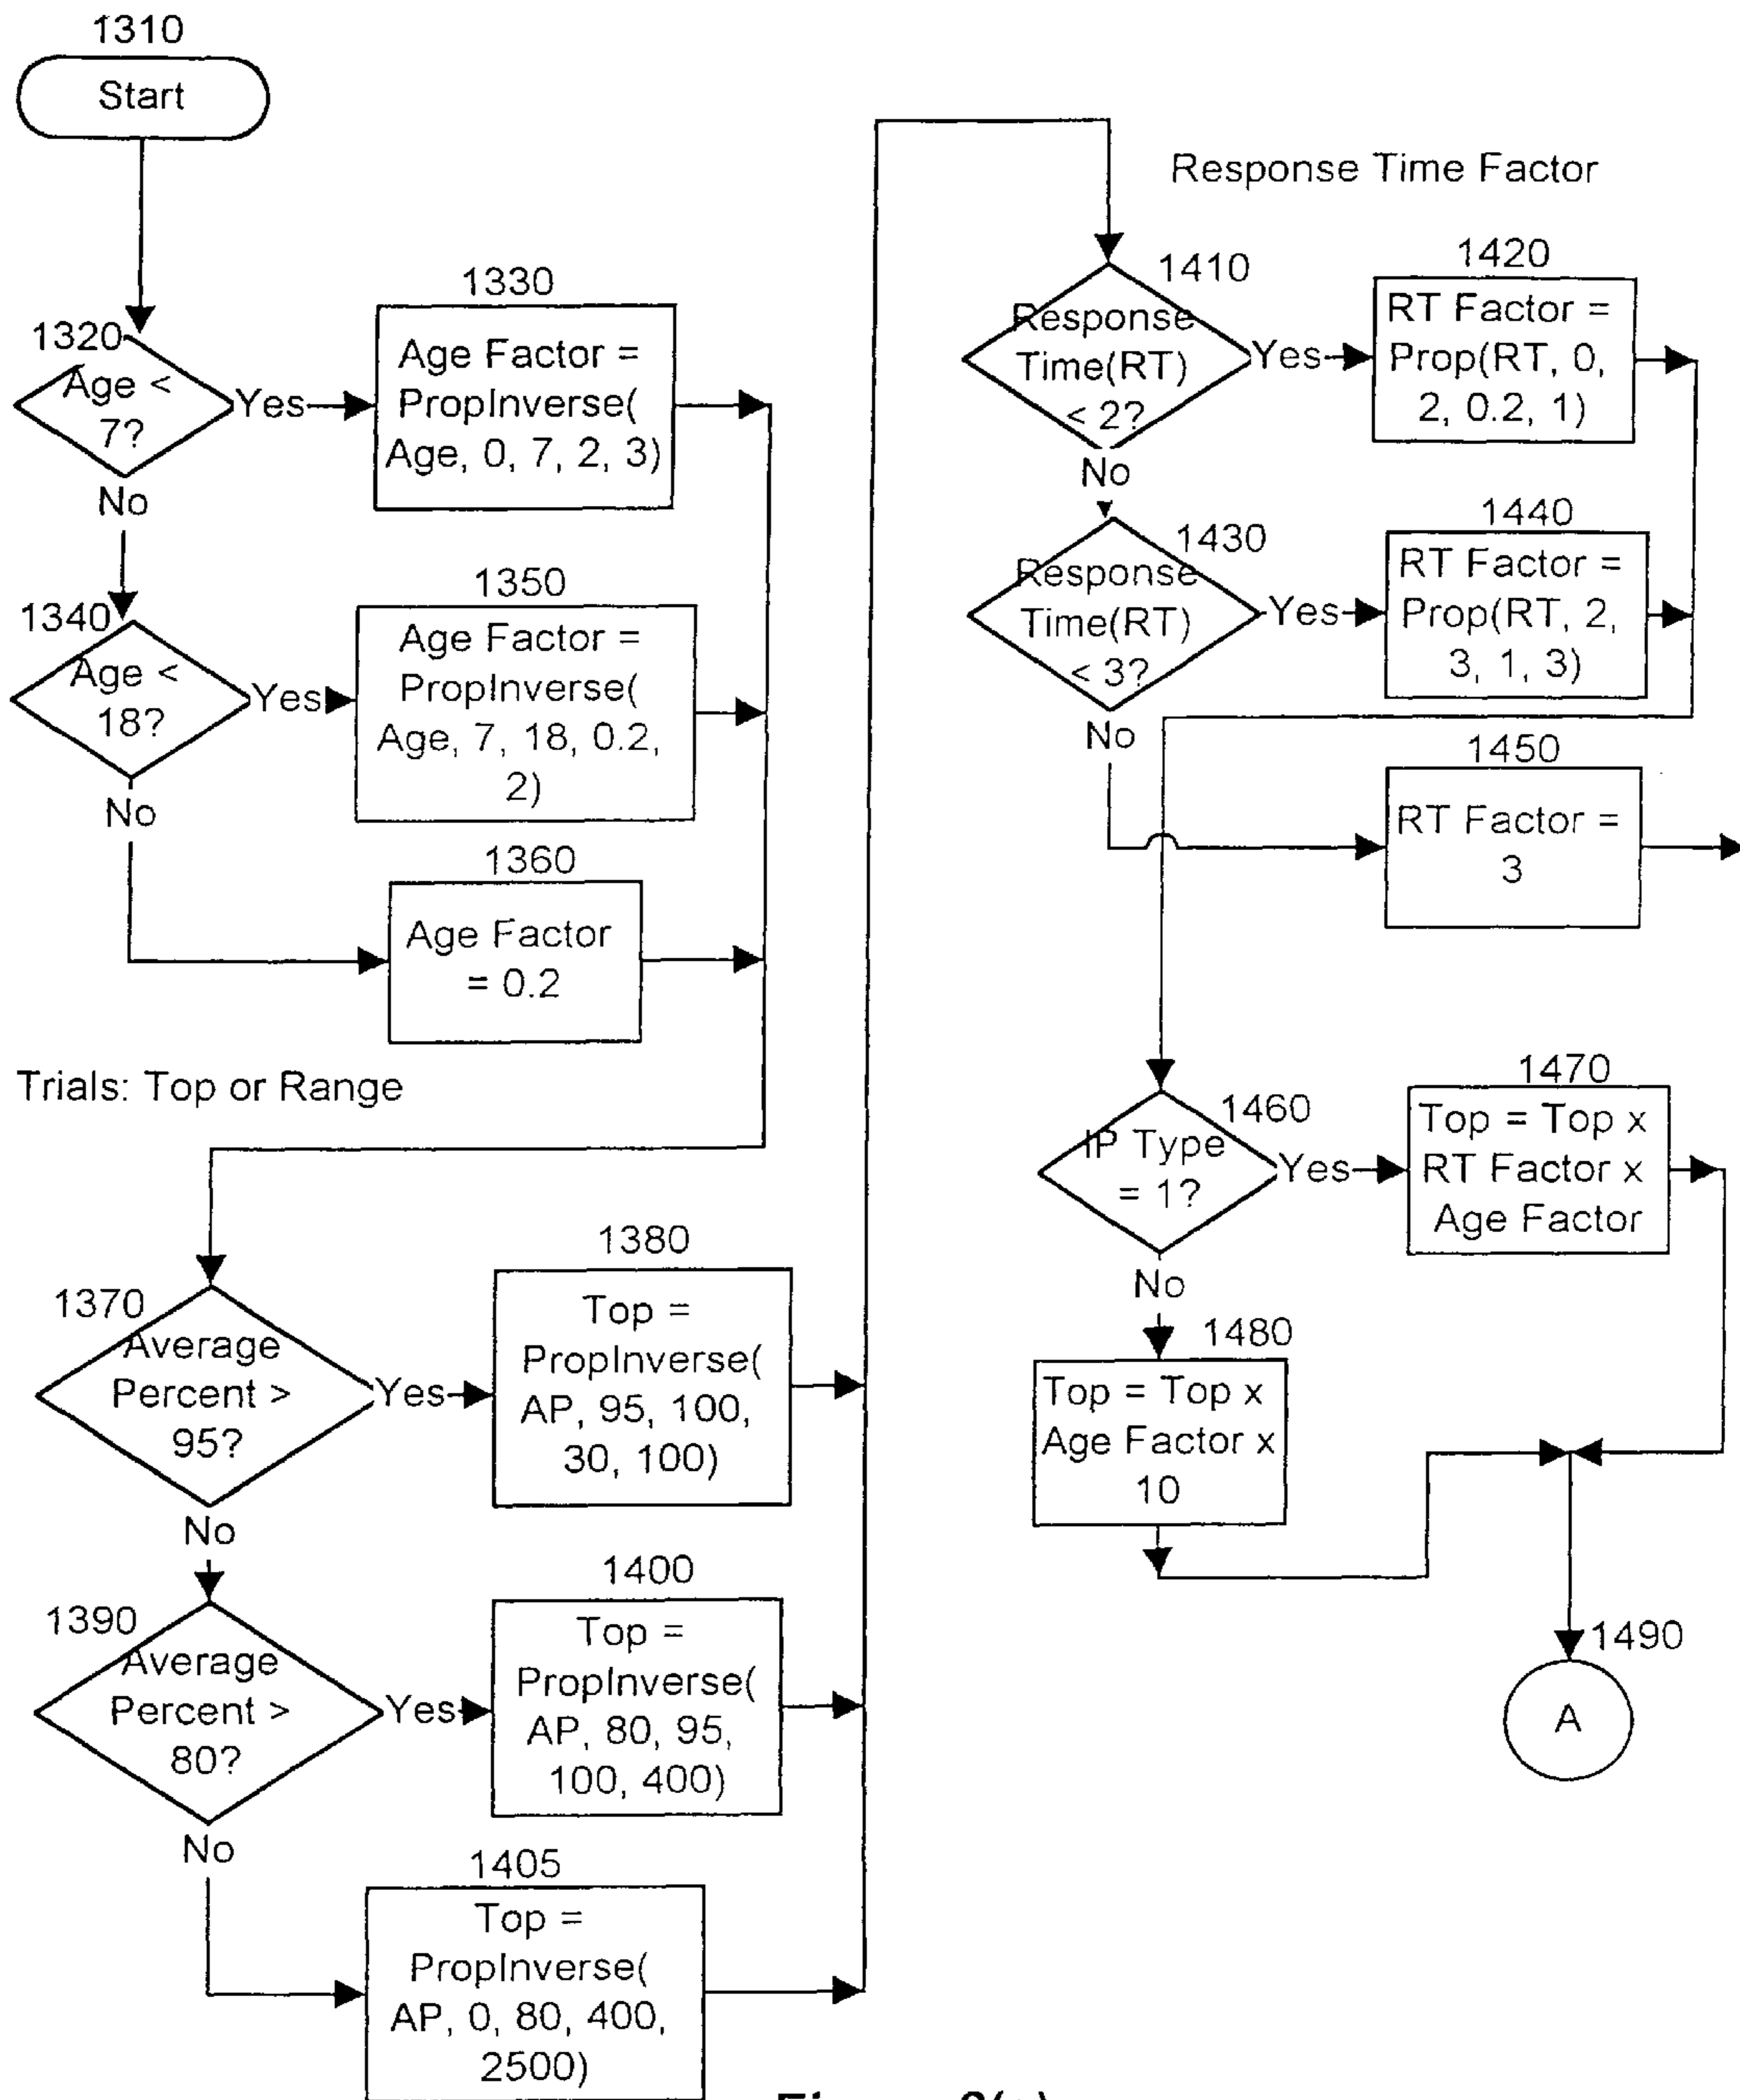 1310
Start
1320
Age <
7?
Yes
No
1330
Age Factor =
PropInverse(
Age, 0, 7, 2, 3)
1340
Age <
18?
Yes
No
1350
Age Factor =
PropInverse(
Age, 7, 18, 0.2,
2)
1360
Age Factor
= 0.2
Trials: Top or Range
1370
Average
Percent >
95?
Yes
No
1380
Top =
PropInverse(
AP, 95, 100,
30, 100)
1390
Average
Percent >
80?
Yes
No
1400
Top =
PropInverse(
AP, 80, 95,
100, 400)
1405
Top =
PropInverse(
AP, 0, 80, 400,
2500)
Response Time Factor
1410
Response
Time(RT)
< 2?
Yes
No
1420
RT Factor =
Prop(RT, 0,
2, 0.2, 1)
1430
Response
Time(RT)
< 3?
Yes
No
1440
RT Factor =
Prop(RT, 2,
3, 1, 3)
1450
RT Factor =
3
1460
IP Type
= 1?
Yes
No
1470
Top = Top x
RT Factor x
Age Factor
1480
Top = Top x
Age Factor x
10
1490
A